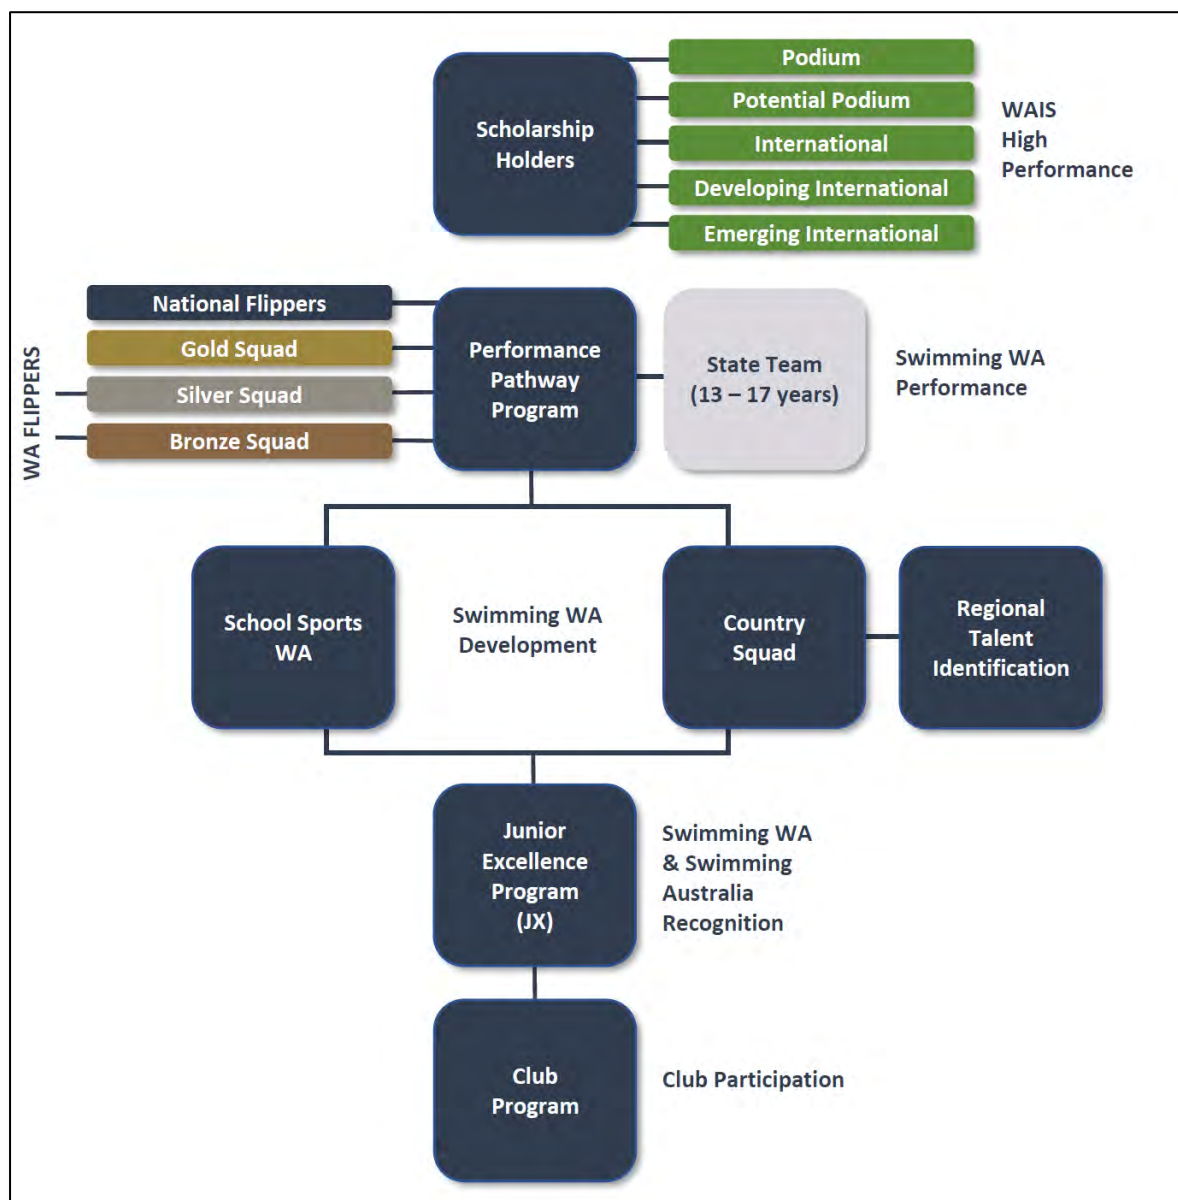 Scholarship
Holders
Podium
Potential Podium
International
Developing International
Emerging International
WAIS
High
Performance
WA FLIPPERS
National Flippers
Gold Squad
Silver Squad
Bronze Squad
Performance
Pathway
Program
State Team
(13 – 17 years)
Swimming WA
Performance
School Sports
WA
Swimming WA
Development
Country
Squad
Regional
Talent
Identification
Junior
Excellence
Program
(JX)
Swimming WA
& Swimming
Australia
Recognition
Club
Program
Club Participation